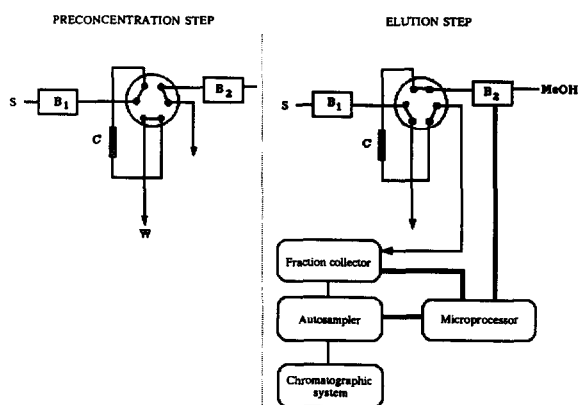 PRECONCENTRATION STEP
S
B1
B2
C
W
ELUTION STEP
S
B1
B2
MeOH
C
Fraction collector
Autosampler
Microprocessor
Chromatographic
system